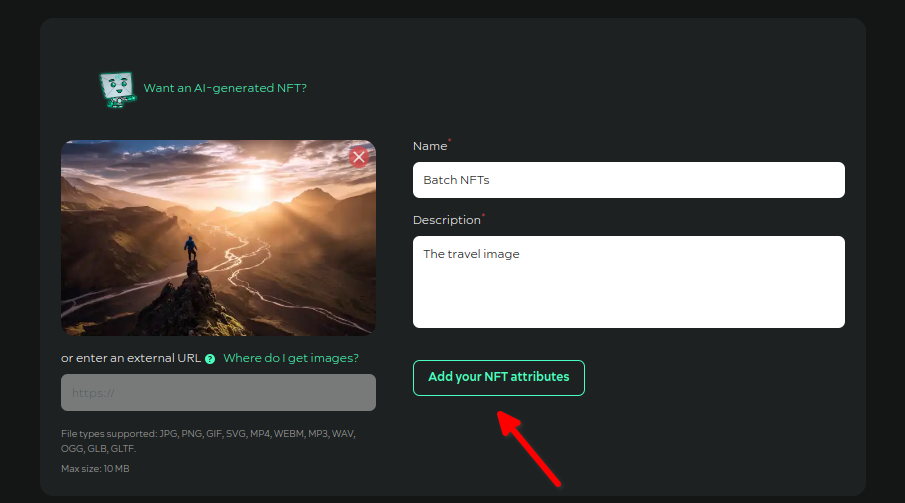 Want an AI-generated NFT?
Name*
Batch NFTs
Description*
The travel image
or enter an external URL ? Where do I get images?
https://
Add your NFT attributes
File types supported: JPG, PNG, GIF, SVG, MP4, WEBM, MP3, WAV,
OGG, GLB, GLTF.
Max size: 10 MB